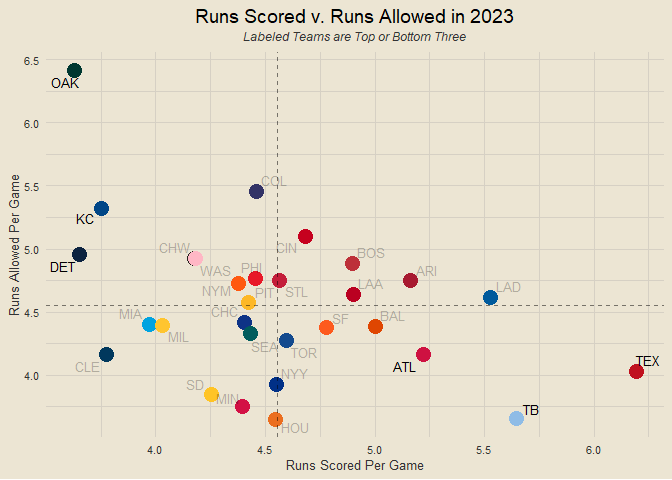 Runs Scored v. Runs Allowed in 2023
Labeled Teams are Top or Bottom Three
6.5
OAK
6.0
5.5
COL
KC
5.0
CHW
CIN
BOS
DET
WAS
PHI
ARI
NYM
PIT
STL
LAA
LAD
4.5
MIA
CHC
SF
BAL
MIL
SEA
TOR
CLE
ATL
TEX
4.0
SD
MIN
NYY
TB
HOU
4.0
4.5
5.0
5.5
6.0
Runs Scored Per Game
Runs Allowed Per Game